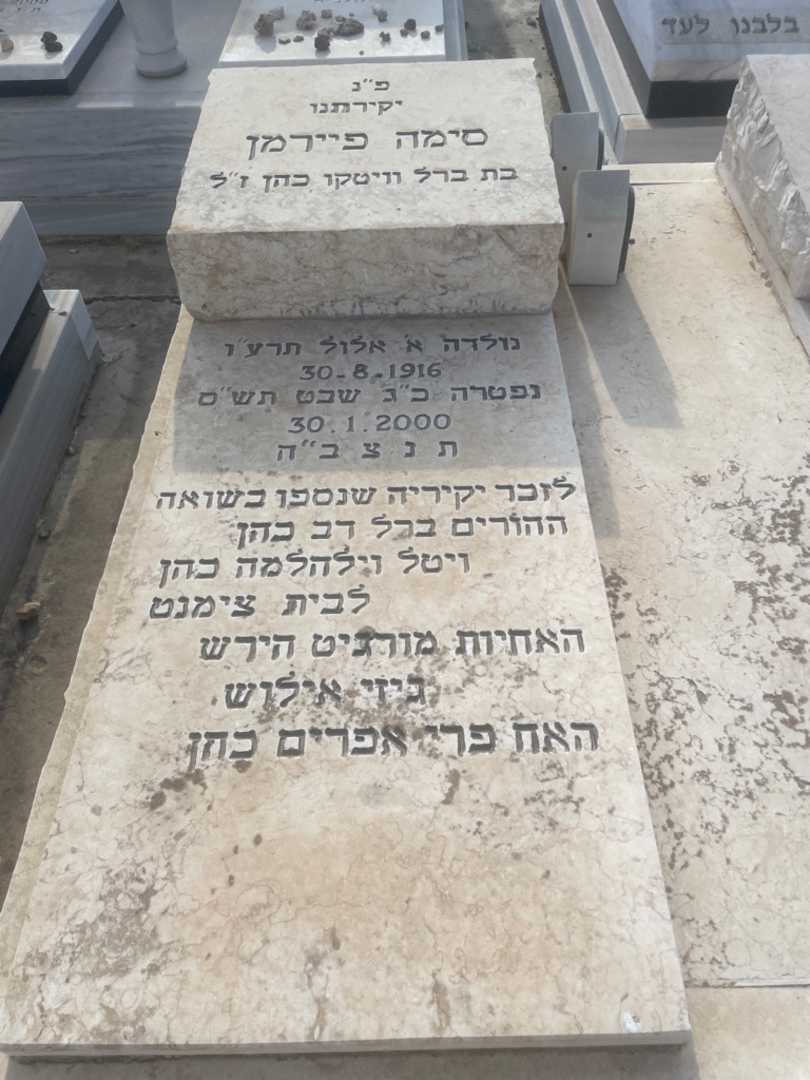 פ״נ
יקירתנו
סימה פיירמן
בת ברל וויטקו כהן ז״ל
נולדה א׳ אלול תרע״ו
30-8-1916
נפטרה כ״ג שבט תש״ס
30.1.2000
ת נ צ ב״ה
לזכר יקיריה שנספו בשואה
ההורים ברל דב כהן
ויטל וילהלמה כהן
לבית צימנט
האחיות מורגיט הירש
גיזי אילוש
האח פרי אפרים כהן
בלבנו לעד